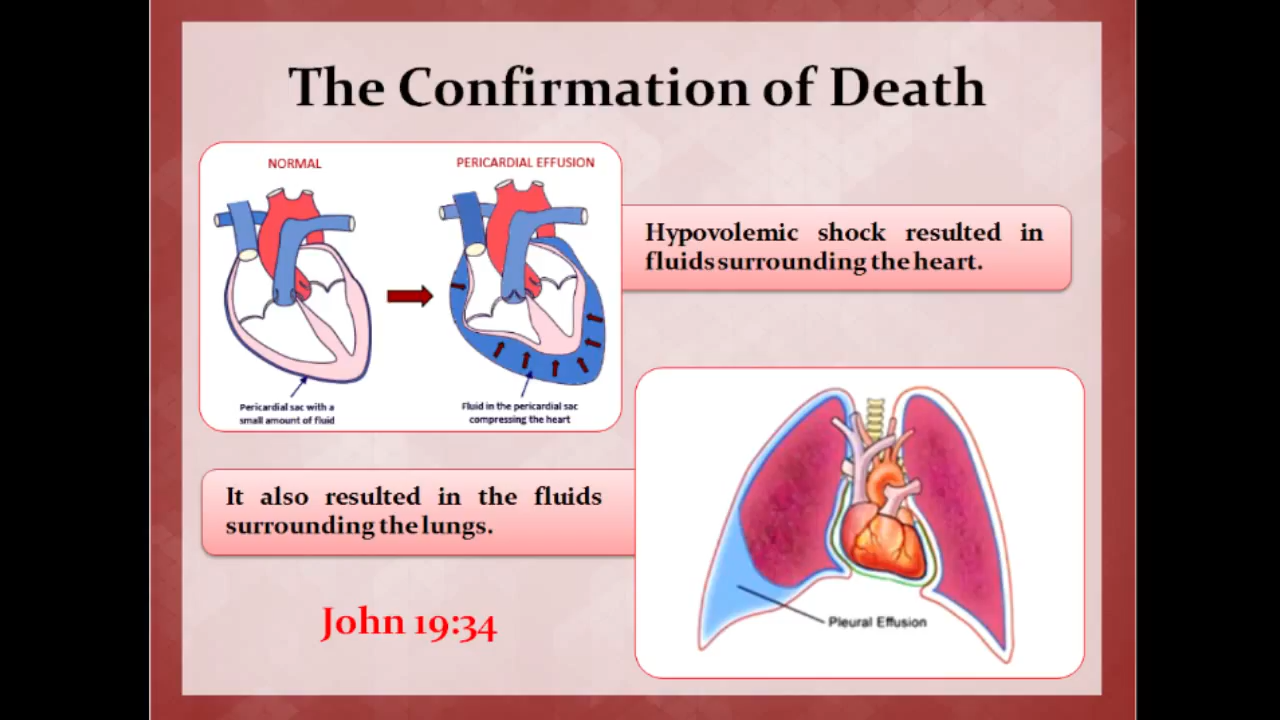 The Confirmation of Death
NORMAL
PERICARDIAL EFFUSION
Pericardial sac with a
small amount of fluid
Fluid in the pericardial sac
compressing the heart
Hypovolemic shock resulted in
fluids surrounding the heart.
It also resulted in the fluids
surrounding the lungs.
Pleural Effusion
John 19:34